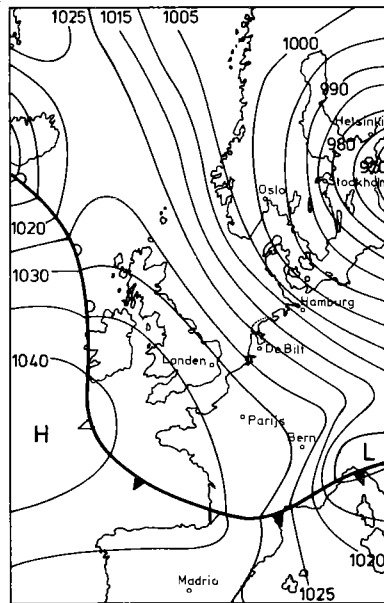 1025
1015
1005
1000
990
Helsinki
980
970
Stockholm
Oslo
1020
1030
Hamburg
1040
Londen
De Bilt
Parijs
H
Bern
L
1020
Madrid
1025